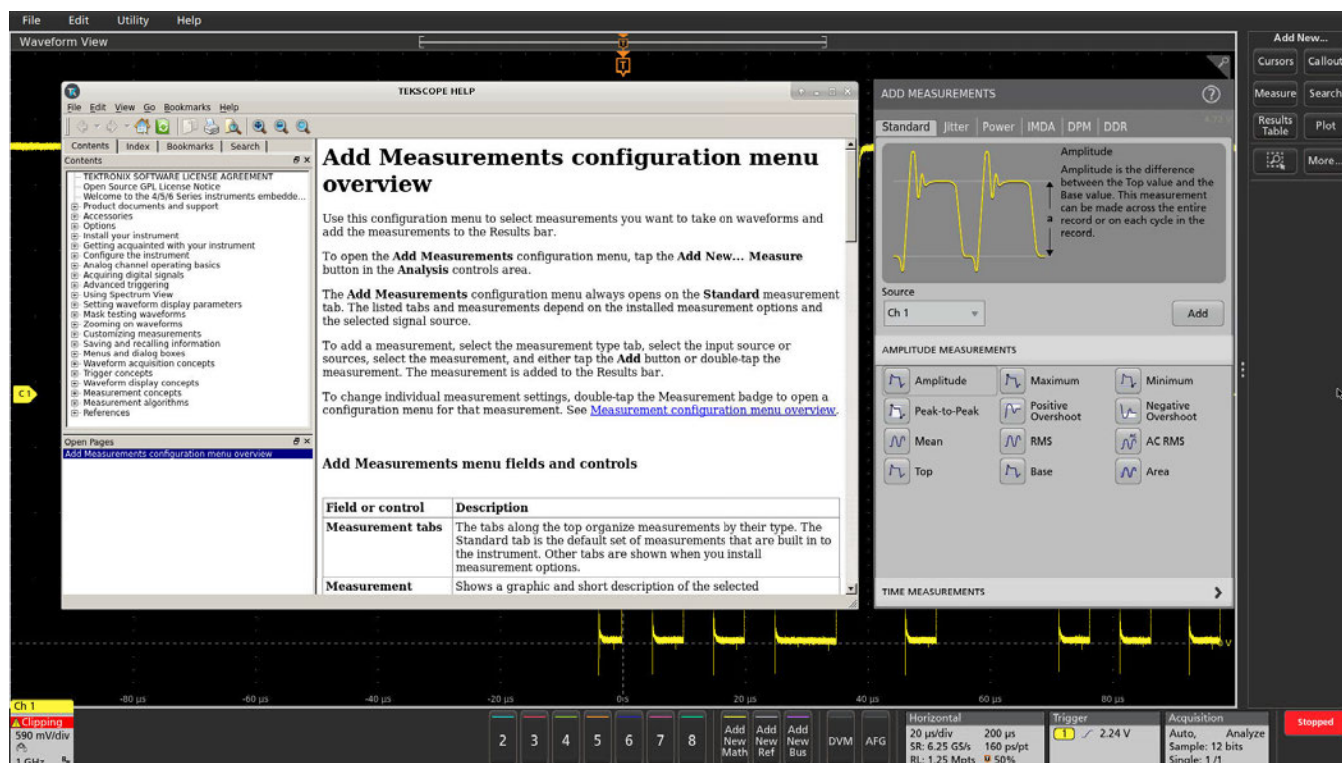 File Edit Utility Help
Waveform View
Add New...
Cursors Callout
Measure Search
Results Table Plot
More...
TEKSCOPE HELP
File Edit View Go Bookmarks Help
Contents Index Bookmarks Search
Contents
TEKTRONIX SOFTWARE LICENSE AGREEMENT
Open Source GPL License Notice
Welcome to the 4/5/6 Series instruments embedde...
Product documents and support
Accessories
Options
Install your instrument
Getting acquainted with your instrument
Configure the instrument
Analog channel operating basics
Acquiring digital signals
Advanced triggering
Using Spectrum View
Setting waveform display parameters
Mask testing waveforms
Zooming on waveforms
Customizing measurements
Saving and recalling information
Menus and dialog boxes
Waveform acquisition concepts
Trigger concepts
Waveform display concepts
Measurement concepts
Measurement algorithms
References
Open Pages
Add Measurements configuration menu overview
Add Measurements configuration menu
overview
Use this configuration menu to select measurements you want to take on waveforms and
add the measurements to the Results bar.
To open the Add Measurements configuration menu, tap the Add New... Measure
button in the Analysis controls area.
The Add Measurements configuration menu always opens on the Standard measurement
tab. The listed tabs and measurements depend on the installed measurement options and
the selected signal source.
To add a measurement, select the measurement type tab, select the input source or
sources, select the measurement, and either tap the Add button or double-tap the
measurement. The measurement is added to the Results bar.
To change individual measurement settings, double-tap the Measurement badge to open a
configuration menu for that measurement. See Measurement configuration menu overview.
Add Measurements menu fields and controls
Field or control Description
Measurement tabs The tabs along the top organize measurements by their type. The
Standard tab is the default set of measurements that are built in to
the instrument. Other tabs are shown when you install
measurement options.
Measurement Shows a graphic and short description of the selected
ADD MEASUREMENTS
Standard Jitter Power IMDA DPM DDR
Amplitude
Amplitude is the difference
between the Top value and the
Base value. This measurement
can be made across the entire
record or on each cycle in the
record.
a
Source
Ch 1 Add
AMPLITUDE MEASUREMENTS
Amplitude Maximum Minimum
Peak-to-Peak Positive Overshoot Negative Overshoot
Mean RMS AC RMS
Top Base Area
TIME MEASUREMENTS
C1
T
-80 µs -60 µs -40 µs -20 µs 0 s 20 µs 40 µs 60 µs 80 µs
Ch 1
Clipping
590 mV/div
1 GHz
2 3 4 5 6 7 8
Add New Math
Add New Ref
Add New Bus
DVM AFG
Horizontal
20 µs/div 200 µs
SR: 6.25 GS/s 160 ps/pt
RL: 1.25 Mpts 50%
Trigger
1 2.24 V
Acquisition
Auto, Analyze
Sample: 12 bits
Single: 1 /1
Stopped